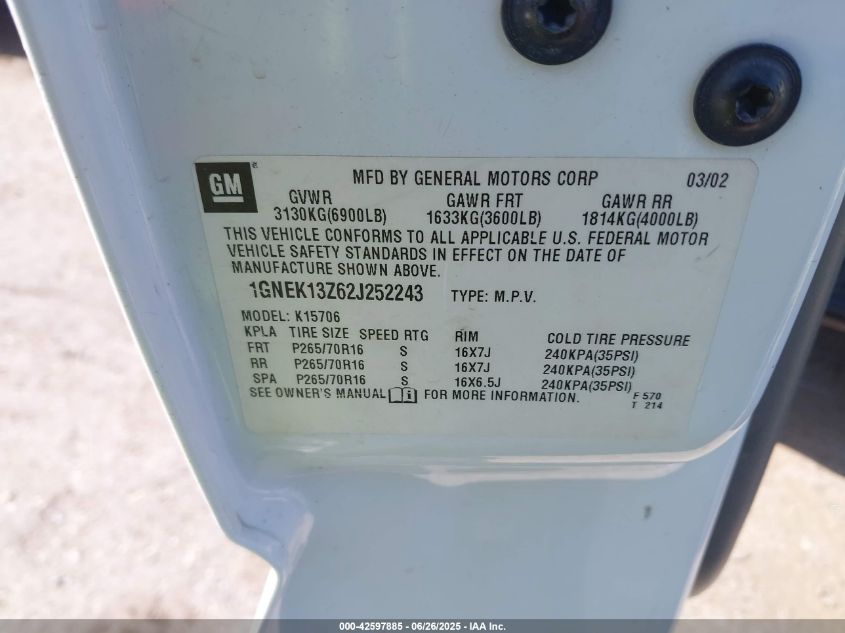 GM
MFD BY GENERAL MOTORS CORP 03/02
GVWR GAWR FRT GAWR RR
3130KG(6900LB) 1633KG(3600LB) 1814KG(4000LB)
THIS VEHICLE CONFORMS TO ALL APPLICABLE U.S. FEDERAL MOTOR
VEHICLE SAFETY STANDARDS IN EFFECT ON THE DATE OF
MANUFACTURE SHOWN ABOVE.
1GNEK13Z62J252243 TYPE: M.P.V.
MODEL: K15706
KPLA TIRE SIZE SPEED RTG RIM COLD TIRE PRESSURE
FRT P265/70R16 S 16X7J 240KPA(35PSI)
RR P265/70R16 S 16X7J 240KPA(35PSI)
SPA P265/70R16 S 16X6.5J 240KPA(35PSI)
SEE OWNER'S MANUAL FOR MORE INFORMATION.
F 570
T 214
000-42597885 | 06/26/2025 - IAA Inc.